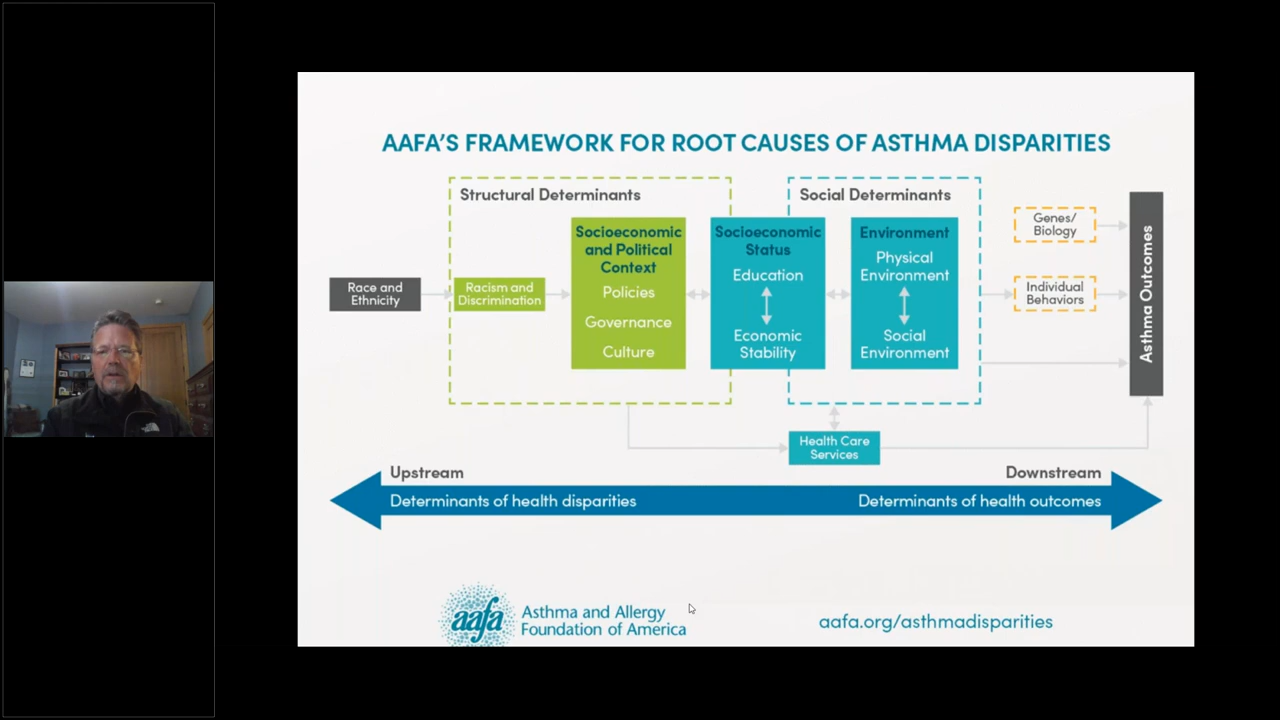 AAFA'S FRAMEWORK FOR ROOT CAUSES OF ASTHMA DISPARITIES
Structural Determinants
Social Determinants
Race and
Ethnicity
Racism and
Discrimination
Socioeconomic
and Political
Context
Policies
Governance
Culture
Socioeconomic
Status
Education
Economic
Stability
Environment
Physical
Environment
Social
Environment
Genes/
Biology
Individual
Behaviors
Asthma Outcomes
Health Care
Services
Upstream
Downstream
Determinants of health disparities
Determinants of health outcomes
aafa
Asthma and Allergy
Foundation of America
aafa.org/asthmadisparities